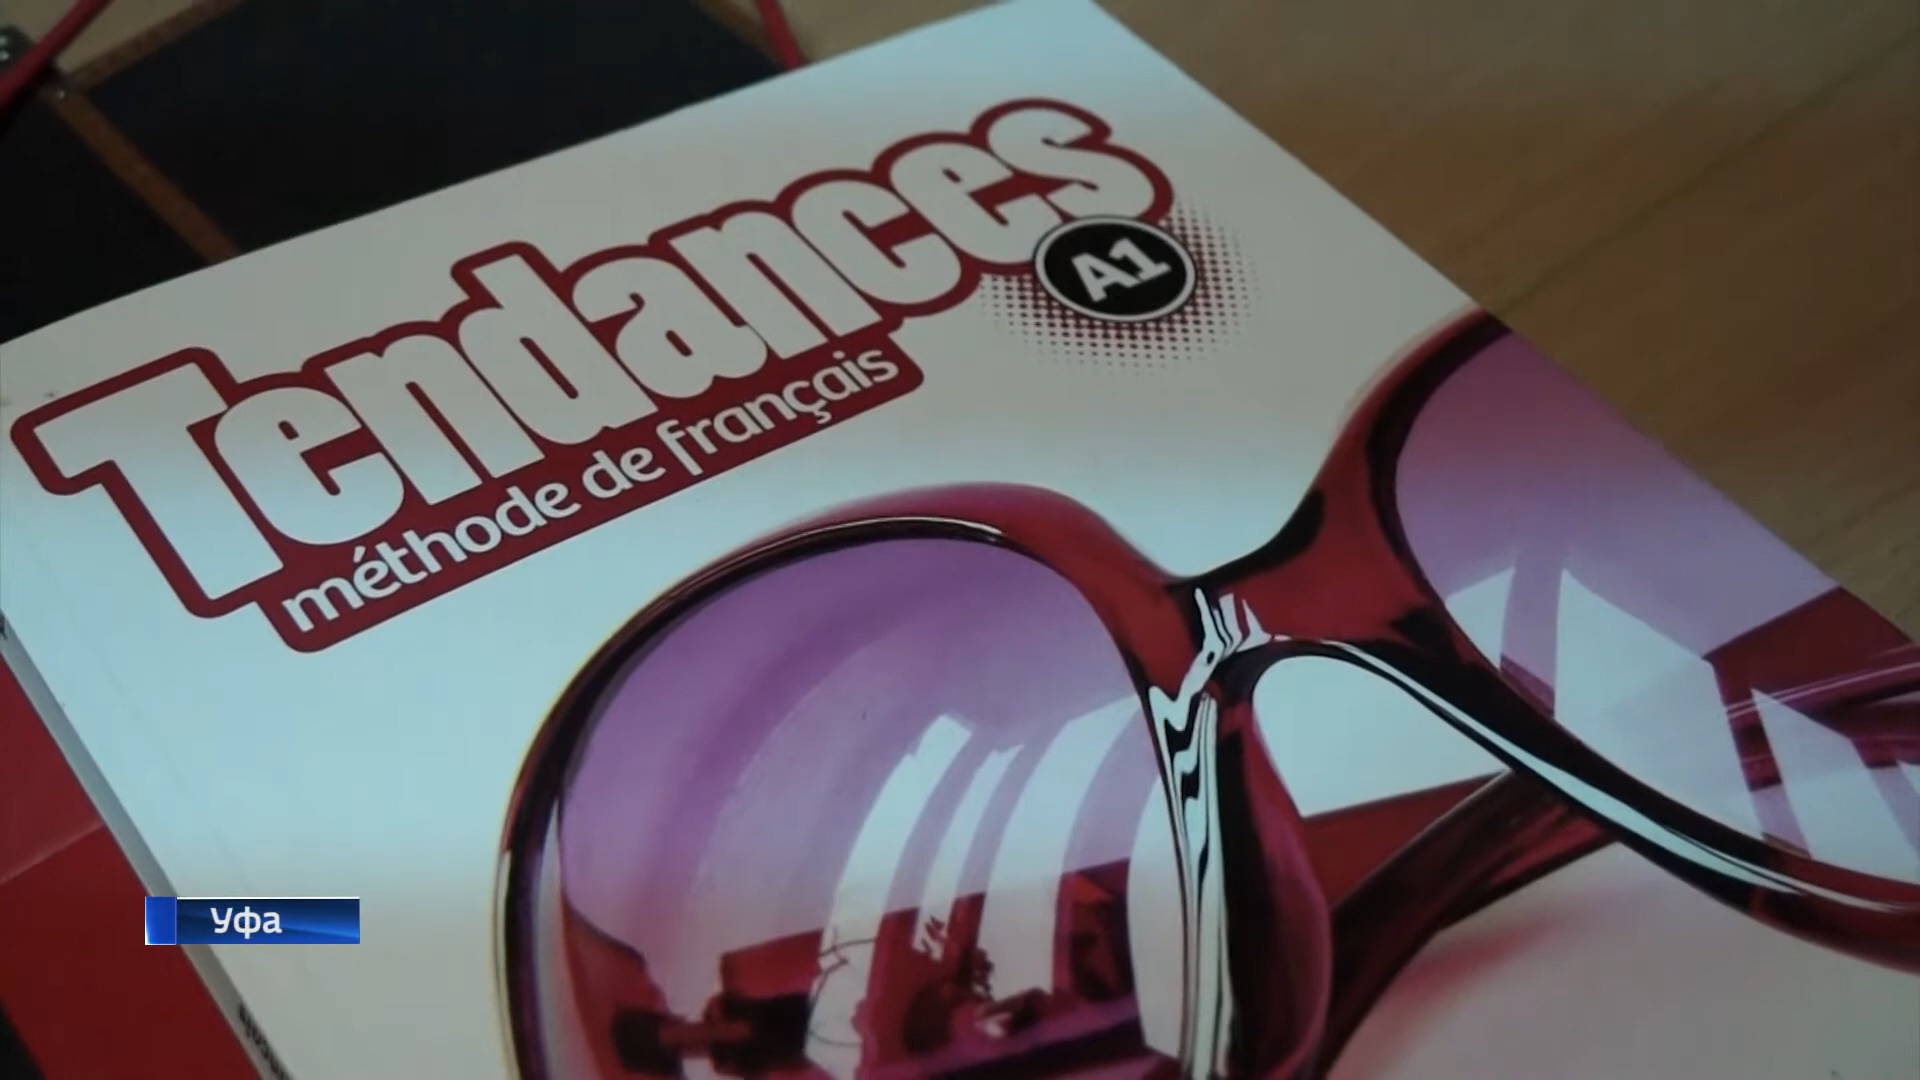 Tendances
A1
méthode de français
Уфа